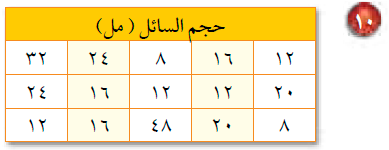 ١٠
حجم السائل ( مل )
١٢ ١٦ ٨ ٢٤ ٣٢
٢٠ ١٢ ١٢ ١٦ ٢٤
٨ ٢٠ ٤٨ ١٦ ١٢